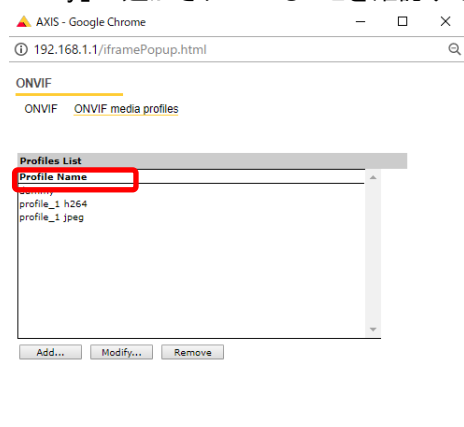 AXIS - Google Chrome
192.168.1.1/iframePopup.html
ONVIF
ONVIF ONVIF media profiles
Profiles List
Profile Name
profile_1 h264
profile_1 jpeg
Add... Modify... Remove